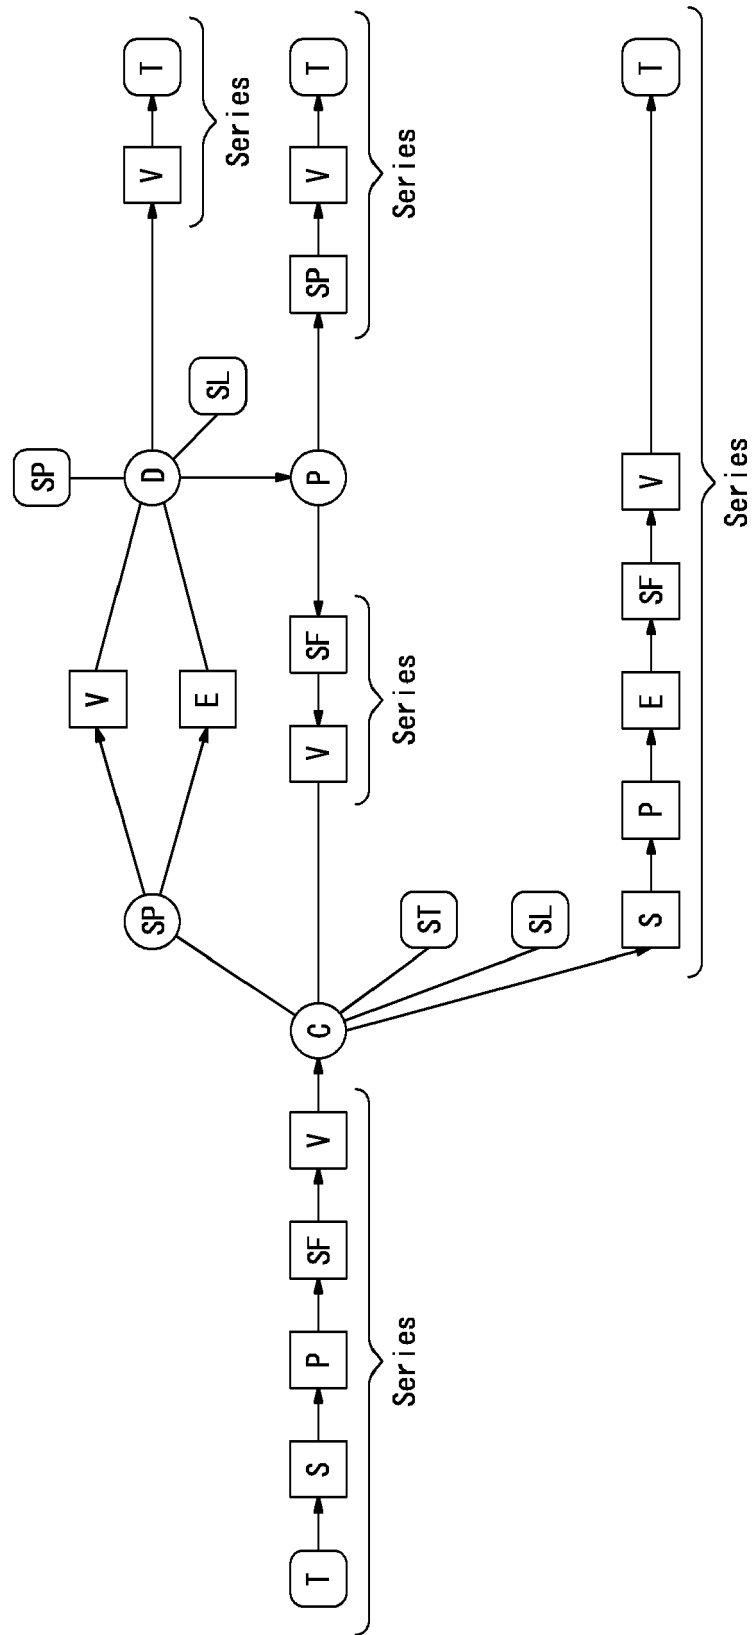 SP
V
SP D V T
E SL
Series
T S P SF V C V SF P SP V T
Series Series Series
ST
SL
S P E SF V T
Series